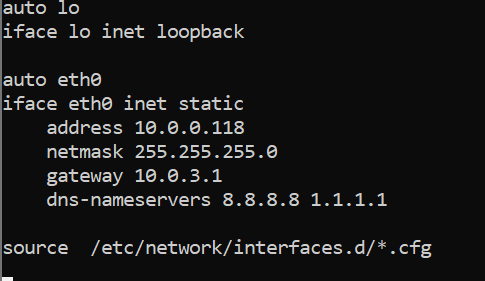 auto lo
iface lo inet loopback
auto eth0
iface eth0 inet static
address 10.0.0.118
netmask 255.255.255.0
gateway 10.0.3.1
dns-nameservers 8.8.8.8 1.1.1.1
source  /etc/network/interfaces.d/*.cfg